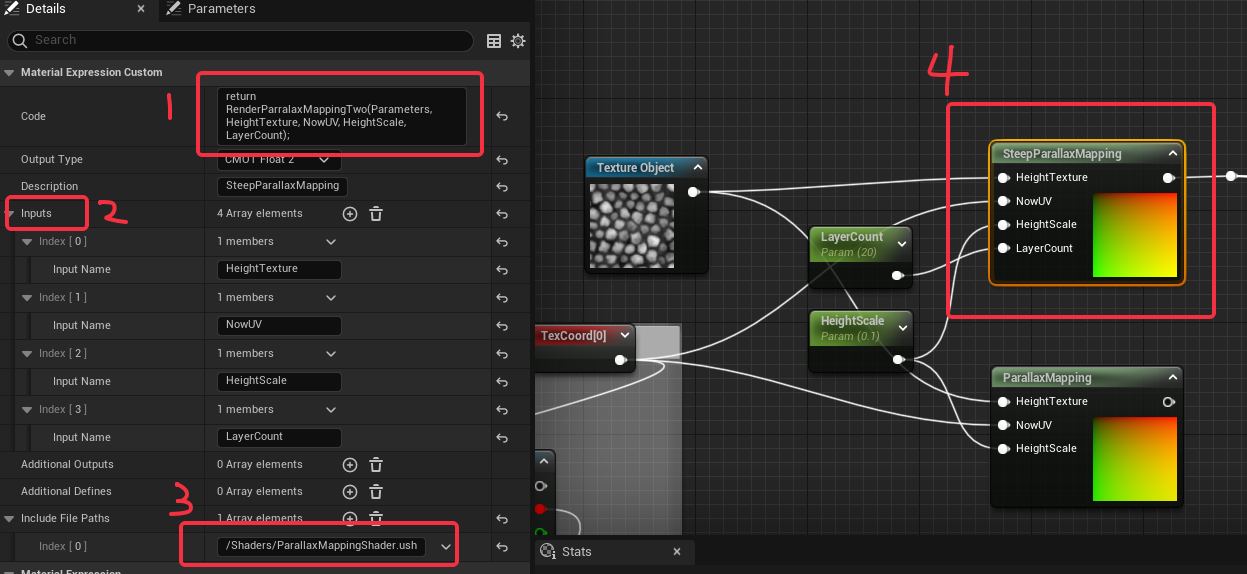 Details
Parameters
Search
Material Expression Custom
1
Code
return
RenderParralaxMappingTwo(Parameters,
HeightTexture, NowUV, HeightScale,
LayerCount);
Output Type
CMOT Float 2
Description
SteepParallaxMapping
Inputs
2
4 Array elements
Index [ 0 ]
1 members
Input Name
HeightTexture
Index [ 1 ]
1 members
Input Name
NowUV
Index [ 2 ]
1 members
Input Name
HeightScale
Index [ 3 ]
1 members
Input Name
LayerCount
Additional Outputs
0 Array elements
Additional Defines
0 Array elements
3
Include File Paths
1 Array elements
Index [ 0 ]
/Shaders/ParallaxMappingShader.ush
Material Expression
4
Texture Object
LayerCount
Param (20)
HeightScale
Param (0.1)
TexCoord[0]
SteepParallaxMapping
HeightTexture
NowUV
HeightScale
LayerCount
ParallaxMapping
HeightTexture
NowUV
HeightScale
Stats